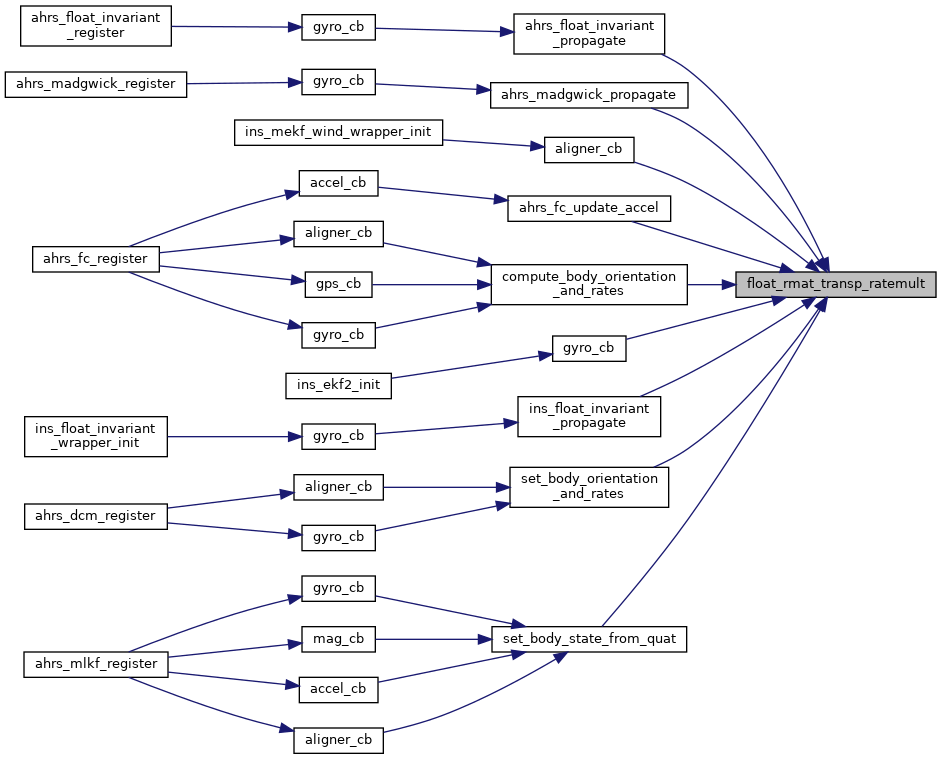 ahrs_float_invariant
_register
gyro_cb
ahrs_float_invariant
_propagate
ahrs_madgwick_register
gyro_cb
ahrs_madgwick_propagate
ins_mekf_wind_wrapper_init
aligner_cb
accel_cb
ahrs_fc_update_accel
ahrs_fc_register
aligner_cb
gps_cb
gyro_cb
compute_body_orientation
_and_rates
float_rmat_transp_ratemult
ins_ekf2_init
gyro_cb
ins_float_invariant
_wrapper_init
gyro_cb
ins_float_invariant
_propagate
ahrs_dcm_register
aligner_cb
gyro_cb
set_body_orientation
_and_rates
ahrs_mlkf_register
gyro_cb
mag_cb
accel_cb
aligner_cb
set_body_state_from_quat